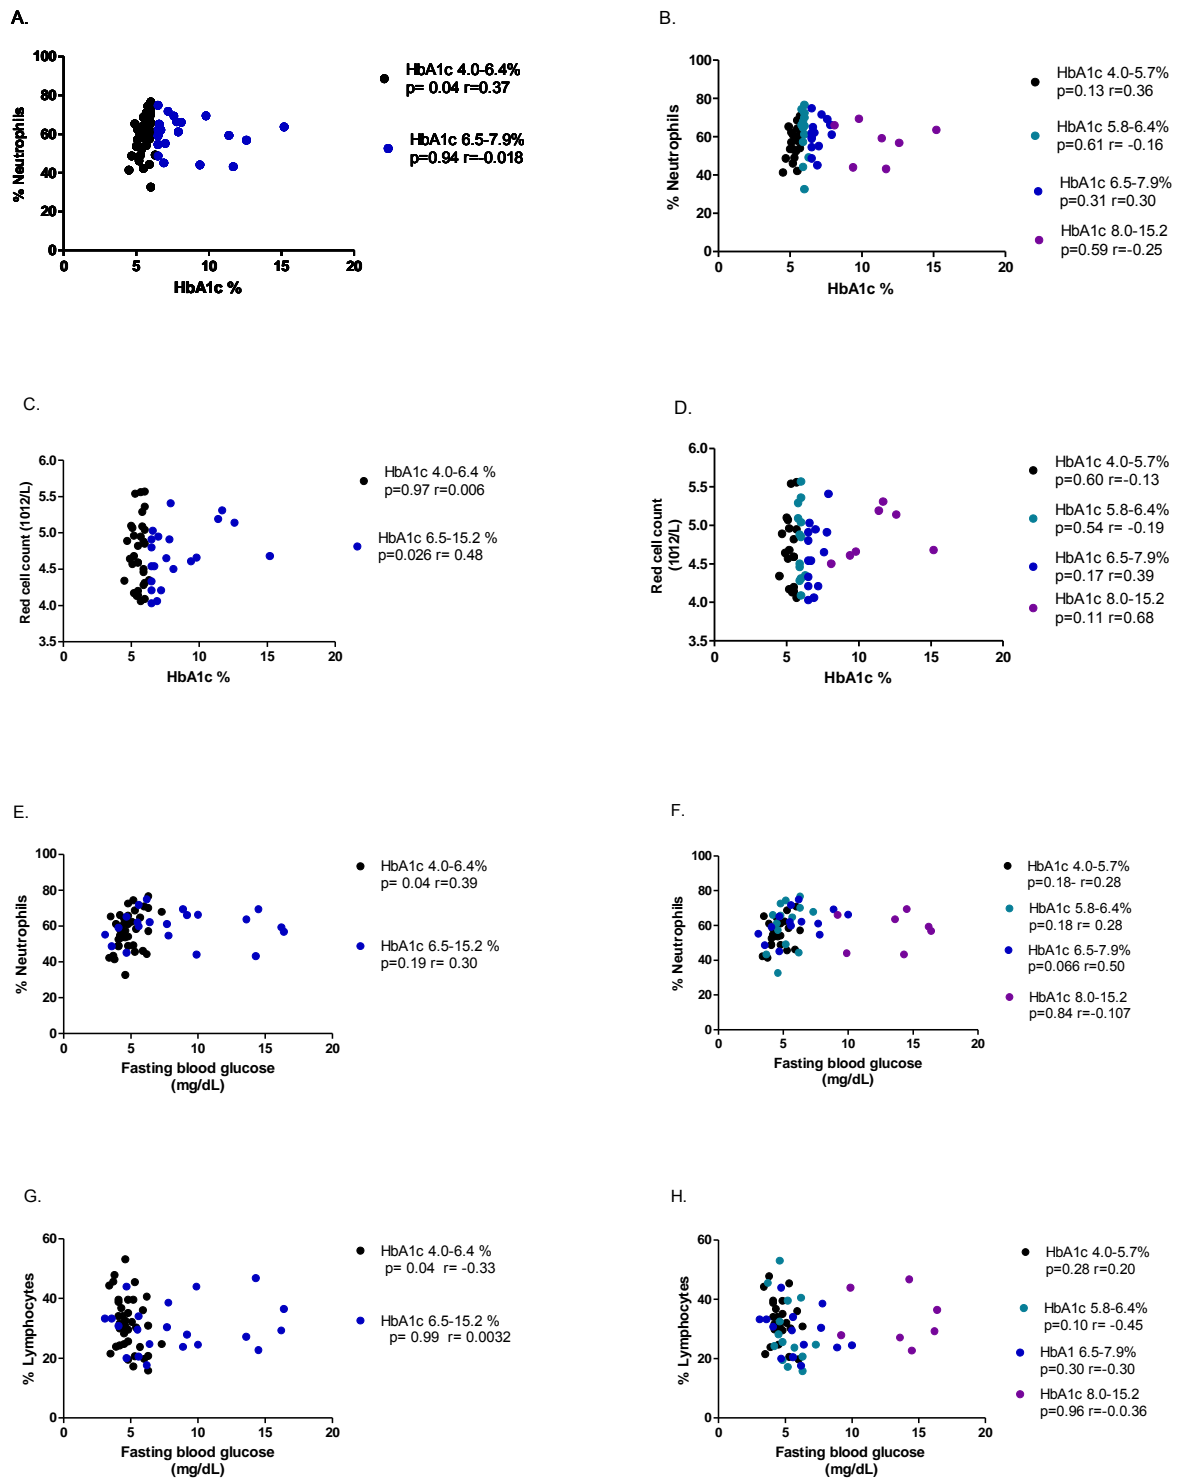 A.
100
80
60
40
20
0
0 5 10 15 20
% Neutrophils
HbA1c %
HbA1c 4.0-6.4%
p= 0.04 r=0.37
HbA1c 6.5-7.9%
p=0.94 r=-0.018
B.
100
80
60
40
20
0
0 5 10 15 20
% Neutrophils
HbA1c %
HbA1c 4.0-5.7%
p=0.13 r=0.36
HbA1c 5.8-6.4%
p=0.61 r= -0.16
HbA1c 6.5-7.9%
p=0.31 r=0.30
HbA1c 8.0-15.2
p=0.59 r=-0.25
C.
6.0
5.5
5.0
4.5
4.0
3.5
0 5 10 15 20
Red cell count (1012/L)
HbA1c %
HbA1c 4.0-6.4 %
p=0.97 r=0.006
HbA1c 6.5-15.2 %
p=0.026 r= 0.48
D.
6.0
5.5
5.0
4.5
4.0
3.5
0 5 10 15 20
Red cell count
(1012/L)
HbA1c %
HbA1c 4.0-5.7%
p=0.60 r=-0.13
HbA1c 5.8-6.4%
p=0.54 r= -0.19
HbA1c 6.5-7.9%
p=0.17 r=0.39
HbA1c 8.0-15.2
p=0.11 r=0.68
E.
100
80
60
40
20
0
0 5 10 15 20
% Neutrophils
Fasting blood glucose
(mg/dL)
HbA1c 4.0-6.4%
p= 0.04 r=0.39
HbA1c 6.5-15.2 %
p=0.19 r= 0.30
F.
100
80
60
40
20
0
0 5 10 15 20
% Neutrophils
Fasting blood glucose
(mg/dL)
HbA1c 4.0-5.7%
p=0.18- r=0.28
HbA1c 5.8-6.4%
p=0.18 r= 0.28
HbA1c 6.5-7.9%
p=0.066 r=0.50
HbA1c 8.0-15.2
p=0.84 r=-0.107
G.
60
40
20
0
0 5 10 15 20
% Lymphocytes
Fasting blood glucose
(mg/dL)
HbA1c 4.0-6.4 %
p= 0.04 r= -0.33
HbA1c 6.5-15.2 %
p= 0.99 r= 0.0032
H.
60
40
20
0
0 5 10 15 20
% Lymphocytes
Fasting blood glucose
(mg/dL)
HbA1c 4.0-5.7%
p=0.28 r=0.20
HbA1c 5.8-6.4%
p=0.10 r= -0.45
HbA1 6.5-7.9%
p=0.30 r=-0.30
HbA1c 8.0-15.2
p=0.96 r=-0.0.36